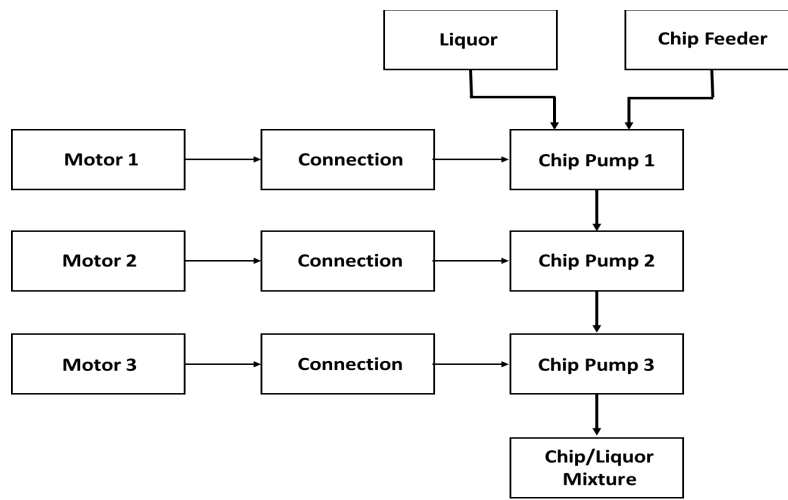 Liquor
Chip Feeder
Motor 1
Connection
Chip Pump 1
Motor 2
Connection
Chip Pump 2
Motor 3
Connection
Chip Pump 3
Chip/Liquor
Mixture